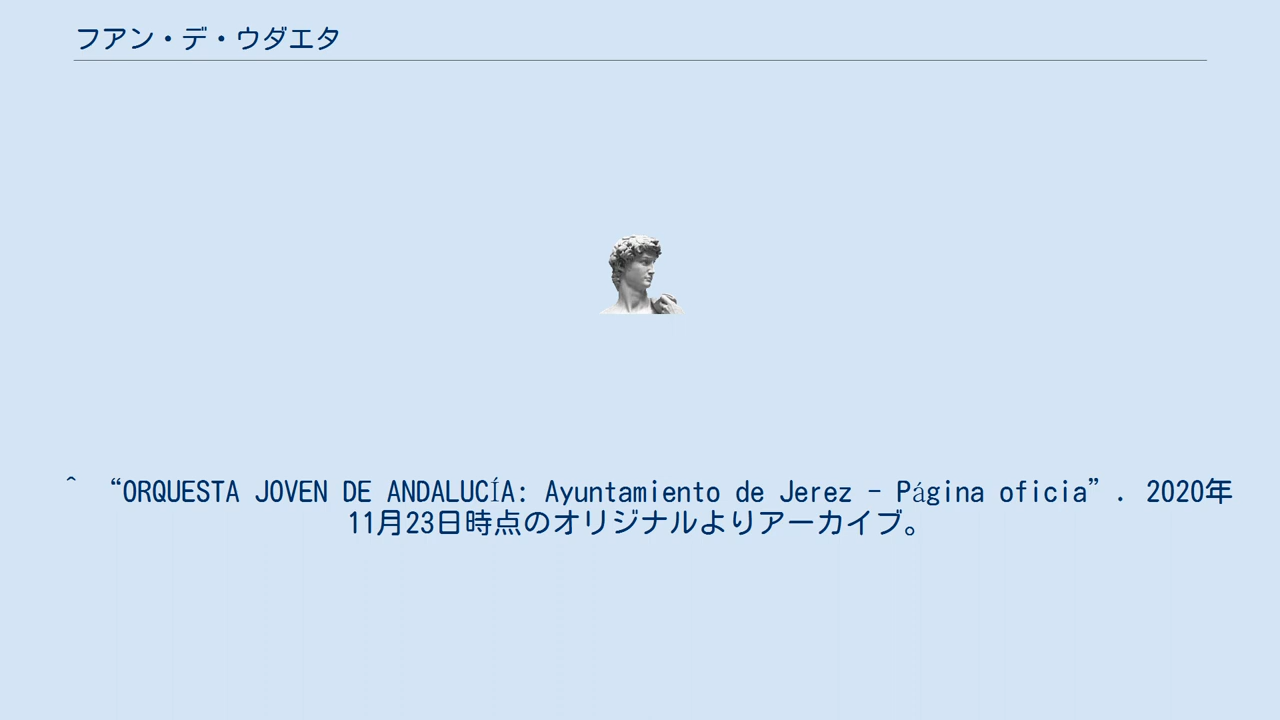 フアン・デ・ウダエタ
^ “ORQUESTA JOVEN DE ANDALUCÍA: Ayuntamiento de Jerez - Página oficia”. 2020年
11月23日時点のオリジナルよりアーカイブ。